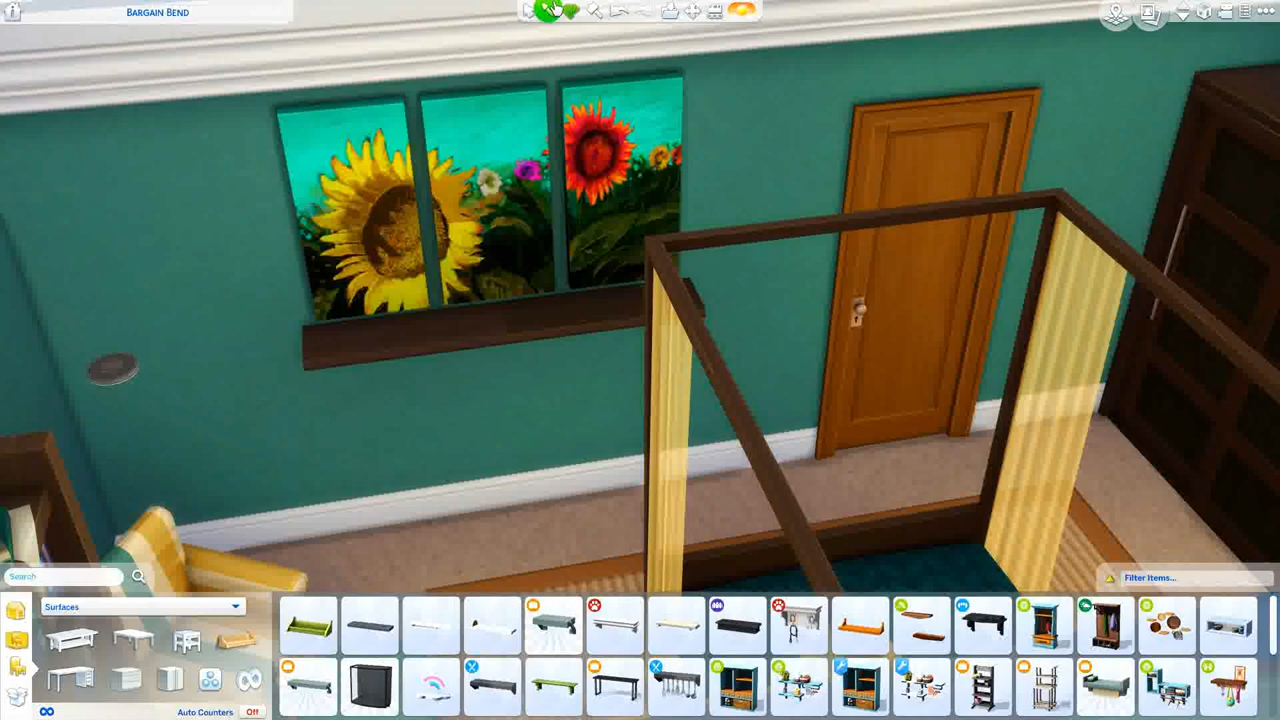 BARGAIN BEND
Search
Filter Items...
Surfaces
Auto Counters
Off